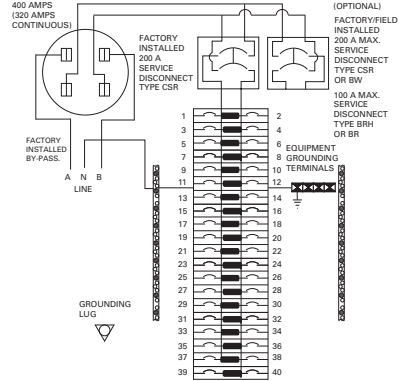 400 AMPS
(320 AMPS
CONTINUOUS)
FACTORY
INSTALLED
200 A
SERVICE
DISCONNECT
TYPE CSR
(OPTIONAL)
FACTORY/FIELD
INSTALLED
200 A MAX.
SERVICE
DISCONNECT
TYPE CSR
OR BW
100 A MAX.
SERVICE
DISCONNECT
TYPE BRH
OR BR
FACTORY
INSTALLED
BY-PASS.
A N B
LINE
EQUIPMENT
GROUNDING
TERMINALS
1 2
3 4
5 6
7 8
9 10
11 12
13 14
15 16
17 18
19 20
21 22
23 24
25 26
27 28
29 30
31 32
33 34
35 36
37 38
39 40
GROUNDING
LUG